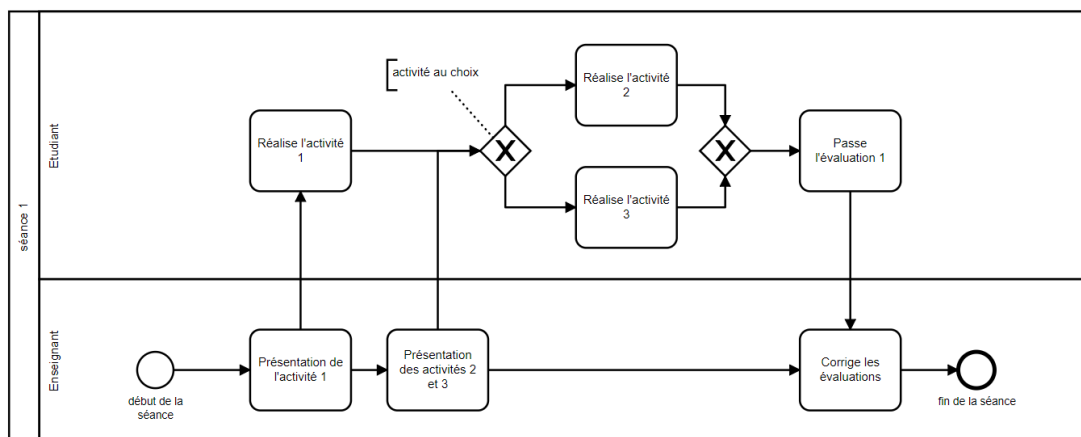 séance 1
Etudiant
activité au choix
Réalise l'activité
1
Réalise l'activité
2
Réalise l'activité
3
Passe
l'évaluation 1
Enseignant
début de la
séance
Présentation de
l'activité 1
Présentation
des activités 2
et 3
Corrige les
évaluations
fin de la séance